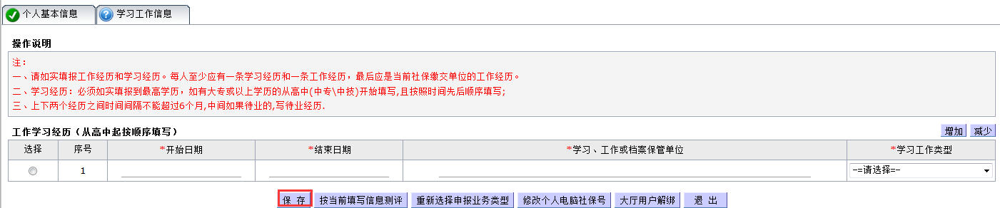 个人基本信息 学习工作信息
操作说明
注：
一、请如实填报工作经历和学习经历。每人至少应有一条学习经历和一条工作经历，最后应是当前社保缴交单位的工作经历。
二、学习经历：必须如实填报到最高学历，如有大专或以上学历的从高中(中专\中技)开始填写,且按照时间先后顺序填写;
三、上下两个经历之间时间间隔不能超过6个月,中间如果待业的,写待业经历.
工作学习经历（从高中起按顺序填写） 增加 减少
选择 序号 *开始日期 *结束日期 *学习、工作或档案保管单位 *学习工作类型
1 -=请选择=-
保 存 按当前填写信息测评 重新选择申报业务类型 修改个人电脑社保号 大厅用户解绑 退 出